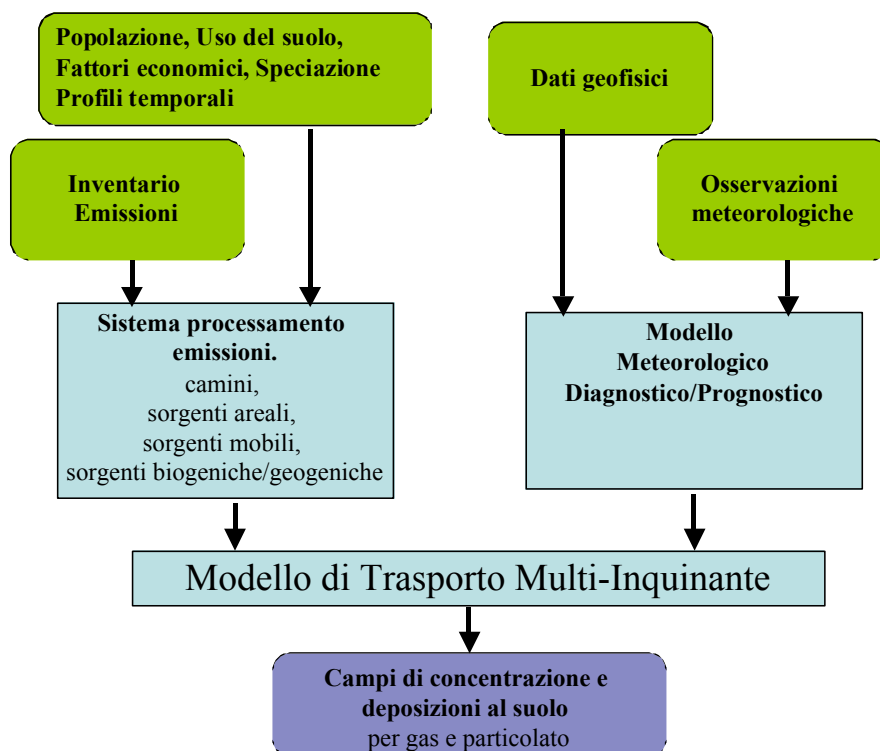 Popolazione, Uso del suolo,
Fattori economici, Speciazione
Profili temporali
Dati geofisici
Inventario
Emissioni
Osservazioni
meteorologiche
Sistema processamento
emissioni.
camini,
sorgenti areali,
sorgenti mobili,
sorgenti biogeniche/geogeniche
Modello
Meteorologico
Diagnostico/Prognostico
Modello di Trasporto Multi-Inquinante
Campi di concentrazione e
deposizioni al suolo
per gas e particolato